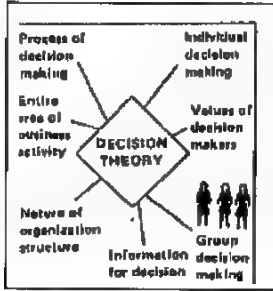 Process of
decision
making
Individual
decision
making
Entire
area of
business
activity
Values of
decision
makers
DECISION
THEORY
Nature of
organization
structure
Information
for decision
Group
decision
making